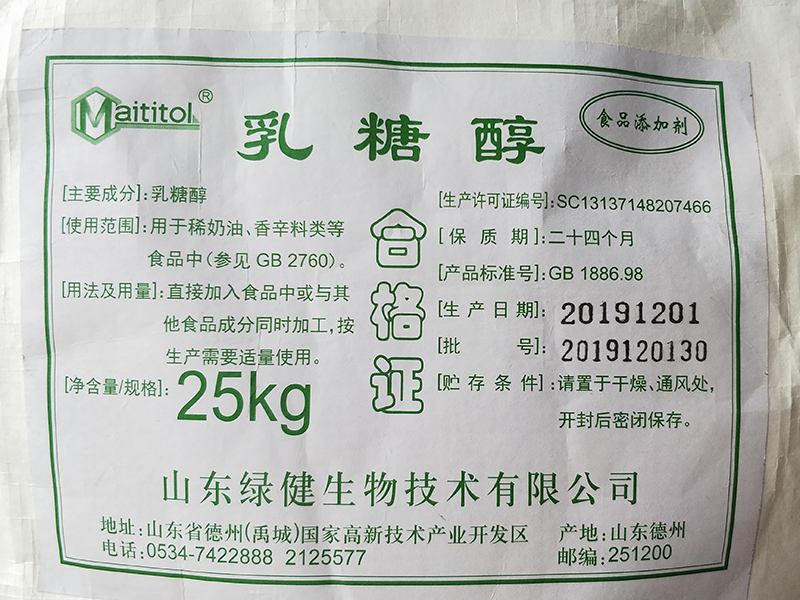 Maititol®
乳糖醇
食品添加剂
[主要成分]:乳糖醇
[使用范围]:用于稀奶油、香辛料类等
食品中(参见 GB 2760)。
[用法及用量]:直接加入食品中或与其
他食品成分同时加工,按
生产需要适量使用。
[净含量/规格]:25kg
合格证
[生产许可证编号]:SC13137148207466
[保质期]:二十四个月
[产品标准号]:GB 1886.98
[生产日期]:20191201
[批号]:2019120130
[贮存条件]:请置于干燥、通风处,
开封后密闭保存。
山东绿健生物技术有限公司
地址:山东省德州(禹城)国家高新技术产业开发区 产地:山东德州
电话:0534-7422888 2125577 邮编:251200